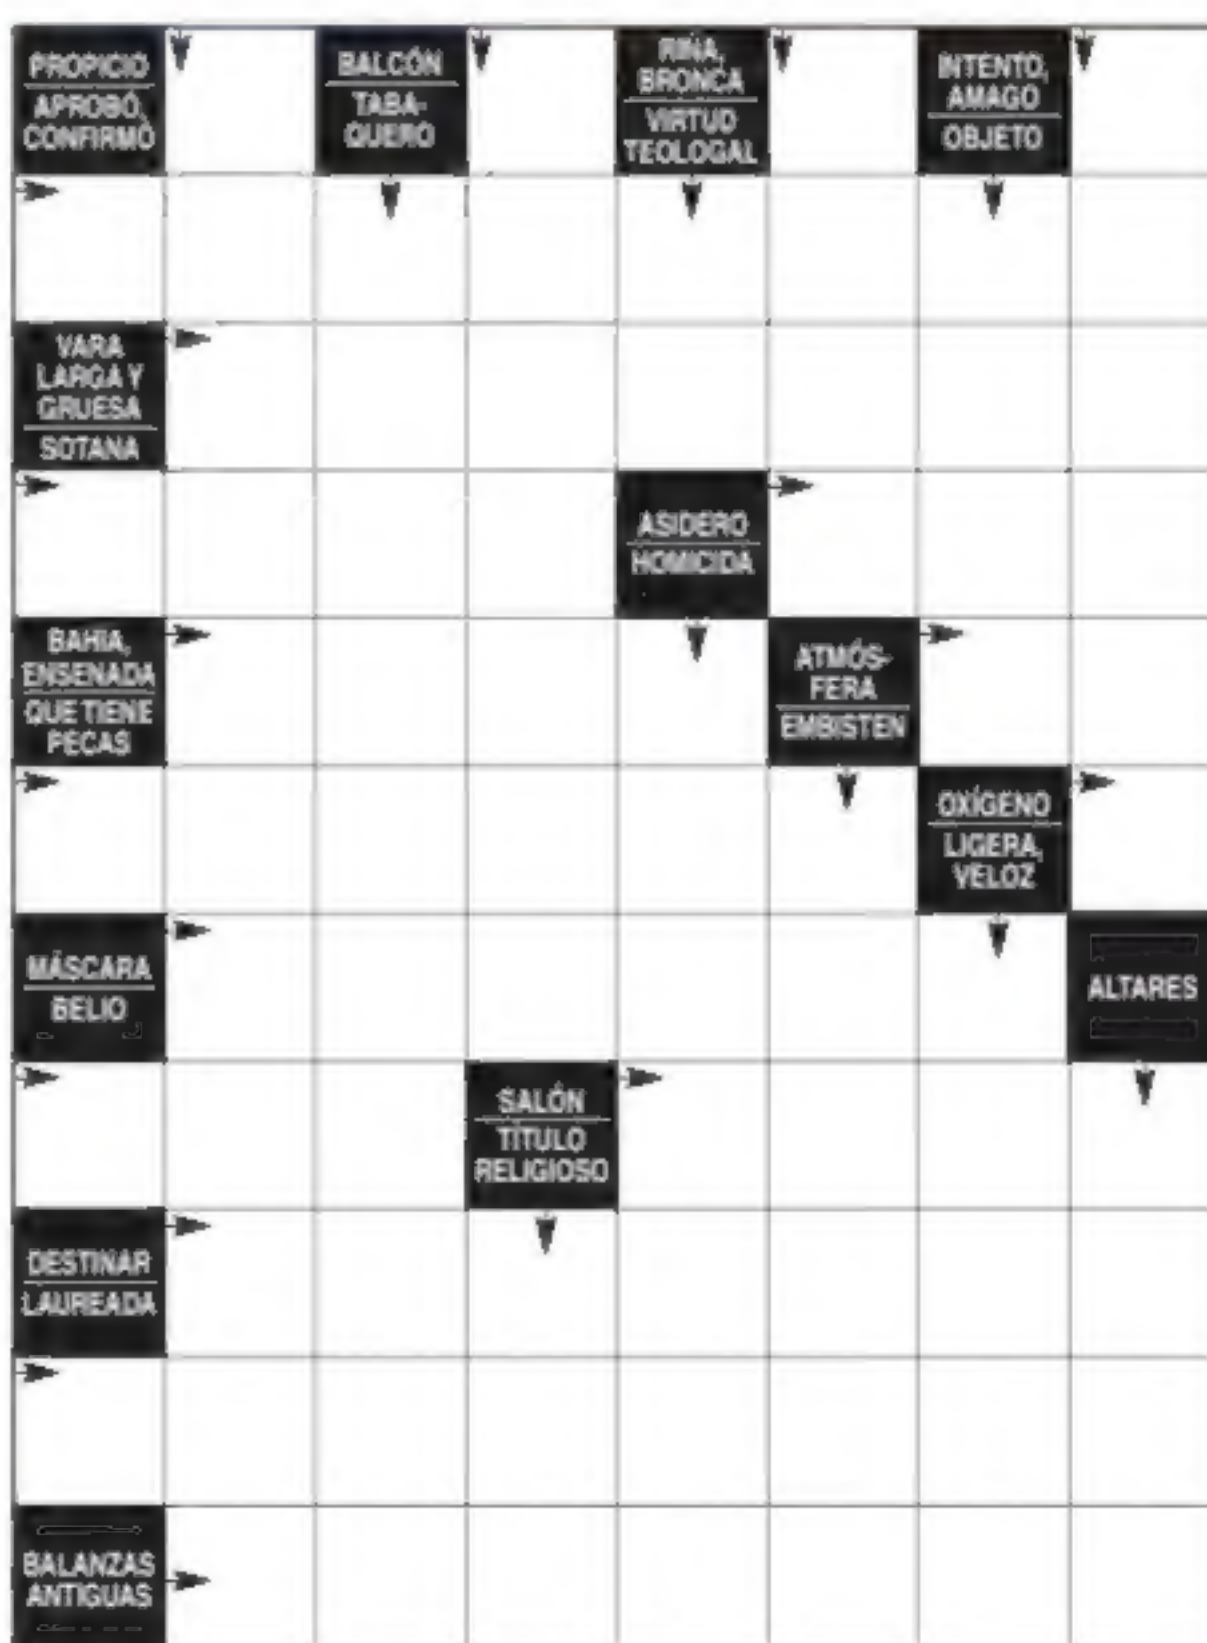 PROPICIO
APROBÓ,
CONFIRMÓ
BALCÓN
TABA-
QUERO
RIÑA,
BRONCA
VIRTUD
TEOLOGAL
INTENTO,
AMAGO
OBJETO
VARA
LARGA Y
GRUESA
SOTANA
ASIDERO
HOMICIDA
BAHIA,
ENSENADA
QUE TIENE
PECAS
ATMÓS-
FERA
EMBISTEN
OXÍGENO
LIGERA,
VELOZ
MÁSCARA
BELIO
ALTARES
SALÓN
TÍTULO
RELIGIOSO
DESTINAR
LAUREADA
BALANZAS
ANTIGUAS